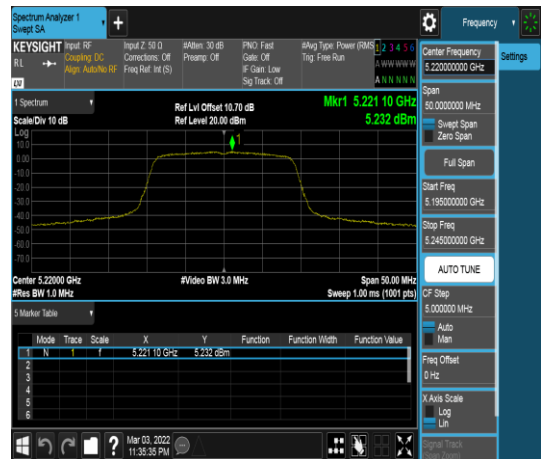 Spectrum Analyzer 1
Swept SA
Frequency
KEYSIGHT
RL
Input: RF
Coupling: DC
Align: Auto/No RF
Input Z: 50 Ω
Corrections: Off
Freq Ref: Int (S)
#Atten: 30 dB
Preamp: Off
PNO: Fast
Gate: Off
IF Gain: Low
Sig Track: Off
#Avg Type: Power (RMS
Trig: Free Run
1 2 3 4 5 6
A W W W W W
A N N N N N
LXI
1 Spectrum
Scale/Div 10 dB
Ref Lvl Offset 10.70 dB
Ref Level 20.00 dBm
Mkr1 5.221 10 GHz
5.232 dBm
Log
10.0
0.00
-10.0
-20.0
-30.0
-40.0
-50.0
-60.0
-70.0
1
Center 5.22000 GHz
#Res BW 1.0 MHz
#Video BW 3.0 MHz
Span 50.00 MHz
Sweep 1.00 ms (1001 pts)
5 Marker Table
Mode Trace Scale X Y Function Function Width Function Value
1 N 1 f 5.221 10 GHz 5.232 dBm
2
3
4
5
6
Mar 03, 2022
11:35:35 PM
Center Frequency
5.220000000 GHz
Settings
Span
50.0000000 MHz
Swept Span
Zero Span
Full Span
Start Freq
5.195000000 GHz
Stop Freq
5.245000000 GHz
AUTO TUNE
CF Step
5.000000 MHz
Auto
Man
Freq Offset
0 Hz
X Axis Scale
Log
Lin
Signal Track
(Span Zoom)